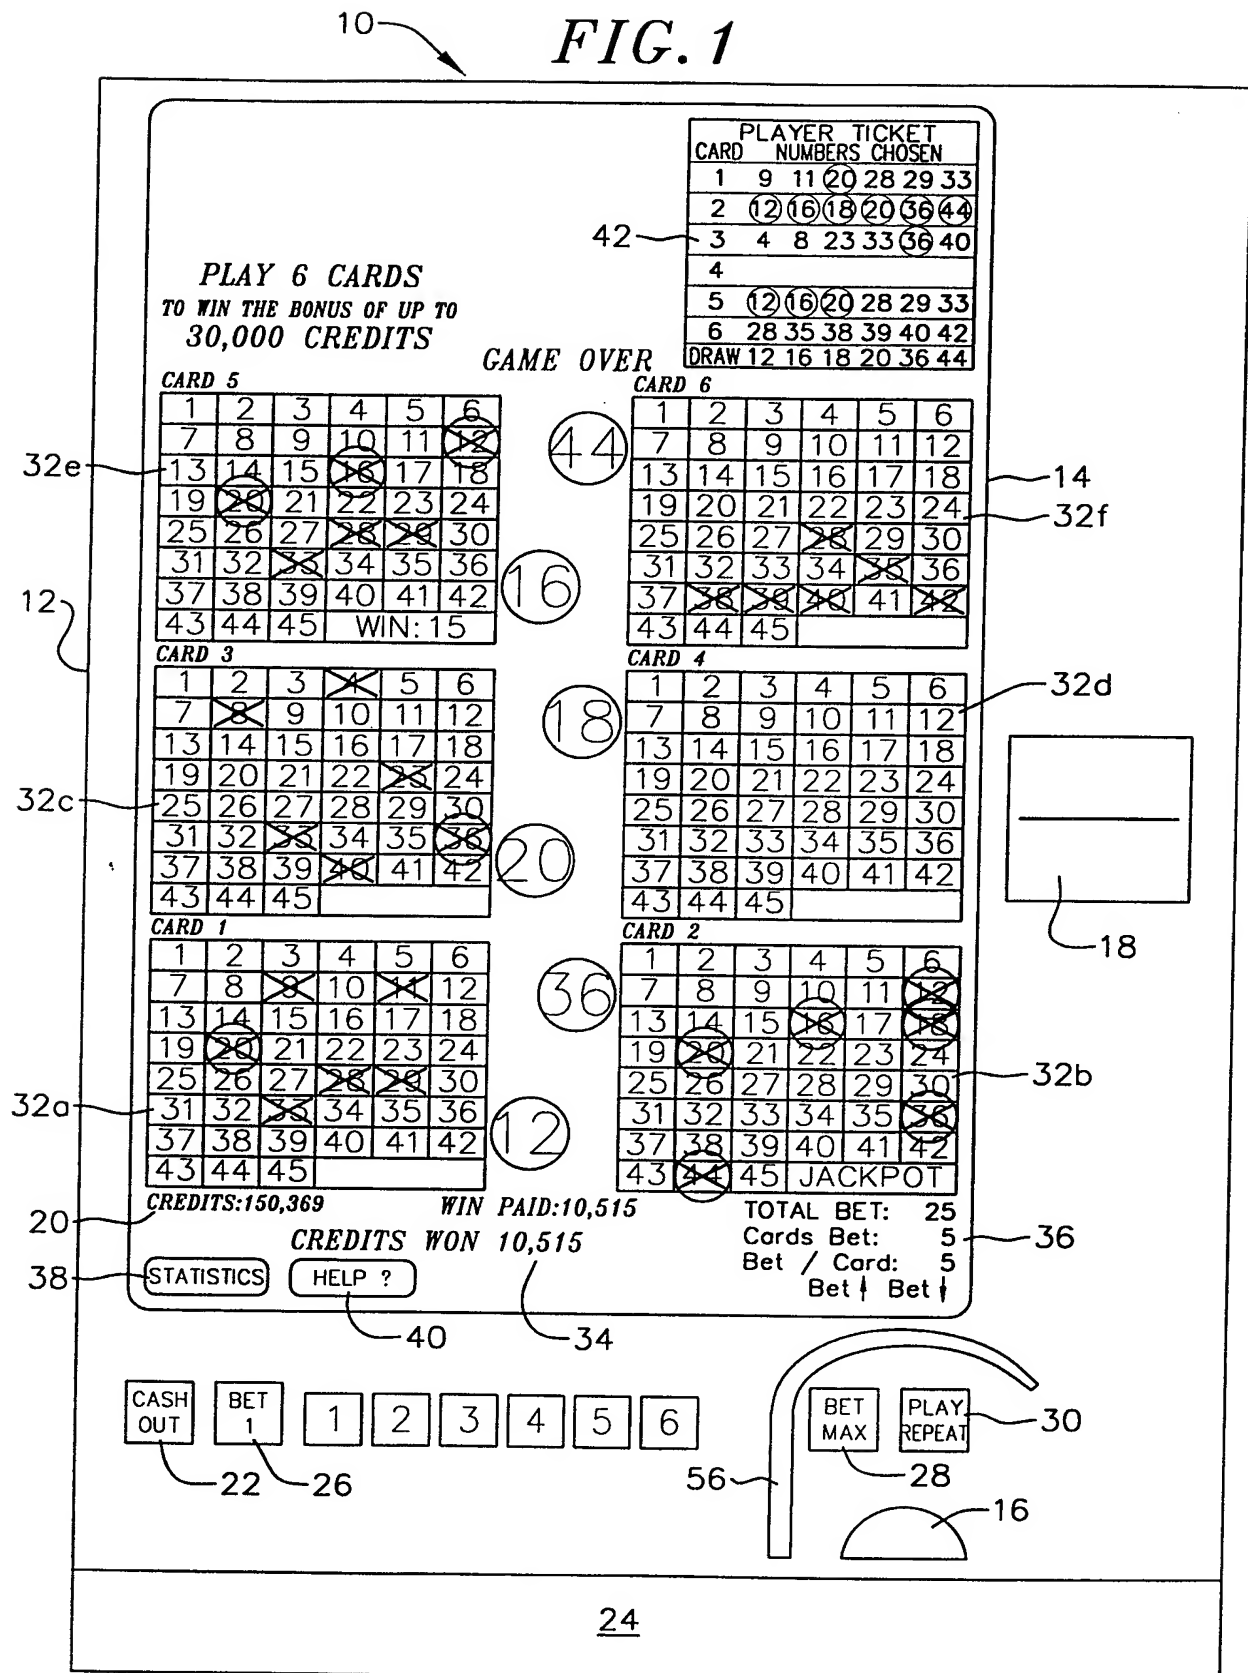 FIG. 1
10
PLAYER TICKET
CARD NUMBERS CHOSEN
1 9 11 20 28 29 33
2 12 16 18 20 36 44
42
3 4 8 23 33 36 40
4
5 12 16 20 28 29 33
6 28 35 38 39 40 42
DRAW 12 16 18 20 36 44
PLAY 6 CARDS
TO WIN THE BONUS OF UP TO
30,000 CREDITS
GAME OVER
CARD 5
1 2 3 4 5 6
7 8 9 10 11 12
13 14 15 16 17 18
19 20 21 22 23 24
25 26 27 28 29 30
31 32 33 34 35 36
37 38 39 40 41 42
43 44 45 WIN: 15
32e
44
16
CARD 6
1 2 3 4 5 6
7 8 9 10 11 12
13 14 15 16 17 18
19 20 21 22 23 24
25 26 27 28 29 30
31 32 33 34 35 36
37 38 39 40 41 42
43 44 45
14
32f
12
CARD 3
1 2 3 4 5 6
7 8 9 10 11 12
13 14 15 16 17 18
19 20 21 22 23 24
25 26 27 28 29 30
31 32 33 34 35 36
37 38 39 40 41 42
43 44 45
32c
18
20
CARD 4
1 2 3 4 5 6
7 8 9 10 11 12
13 14 15 16 17 18
19 20 21 22 23 24
25 26 27 28 29 30
31 32 33 34 35 36
37 38 39 40 41 42
43 44 45
32d
18
CARD 1
1 2 3 4 5 6
7 8 9 10 11 12
13 14 15 16 17 18
19 20 21 22 23 24
25 26 27 28 29 30
31 32 33 34 35 36
37 38 39 40 41 42
43 44 45
32a
36
12
CARD 2
1 2 3 4 5 6
7 8 9 10 11 12
13 14 15 16 17 18
19 20 21 22 23 24
25 26 27 28 29 30
31 32 33 34 35 36
37 38 39 40 41 42
43 44 45 JACKPOT
32b
CREDITS:150,369
WIN PAID:10,515
20
CREDITS WON 10,515
TOTAL BET: 25
Cards Bet: 5
Bet / Card: 5
Bet Bet
36
38
STATISTICS
HELP ?
40
34
CASH
OUT
BET
1
1 2 3 4 5 6
BET
MAX
PLAY
REPEAT
30
22
26
56
28
16
24